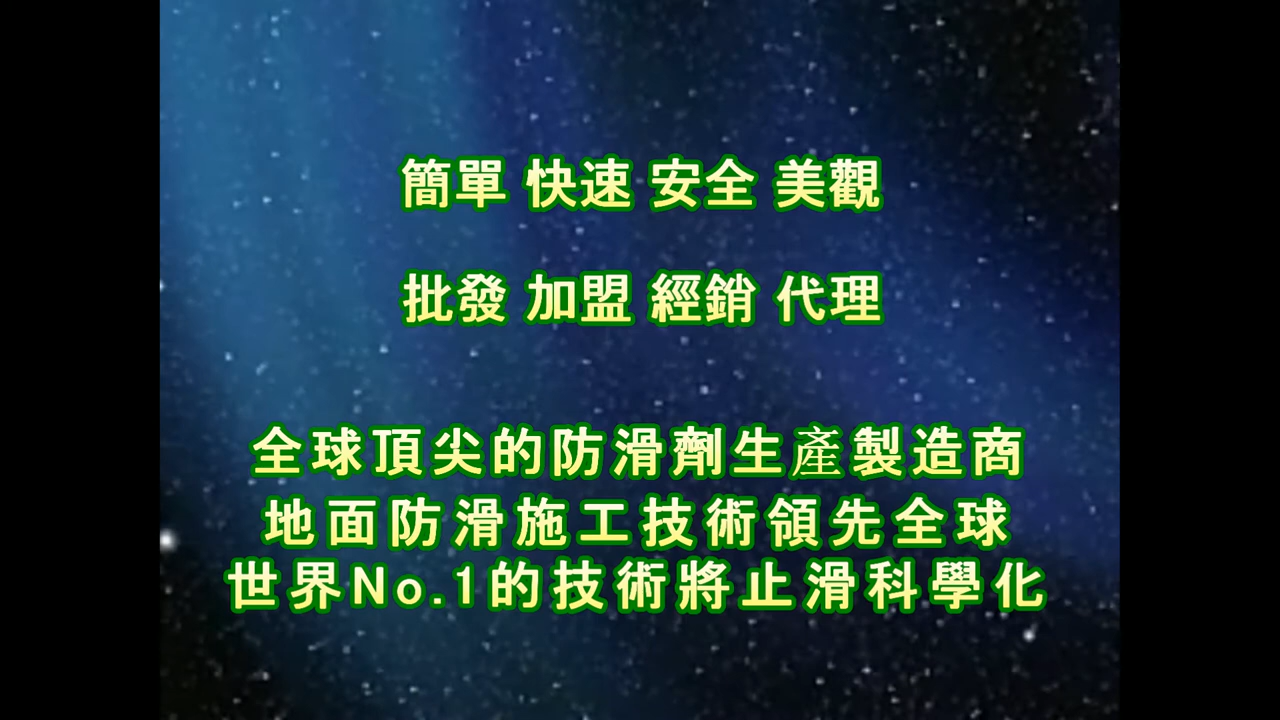 簡單 快速 安全 美觀
批發 加盟 經銷 代理
全球頂尖的防滑劑生產製造商
地面防滑施工技術領先全球
世界No.1的技術將止滑科學化